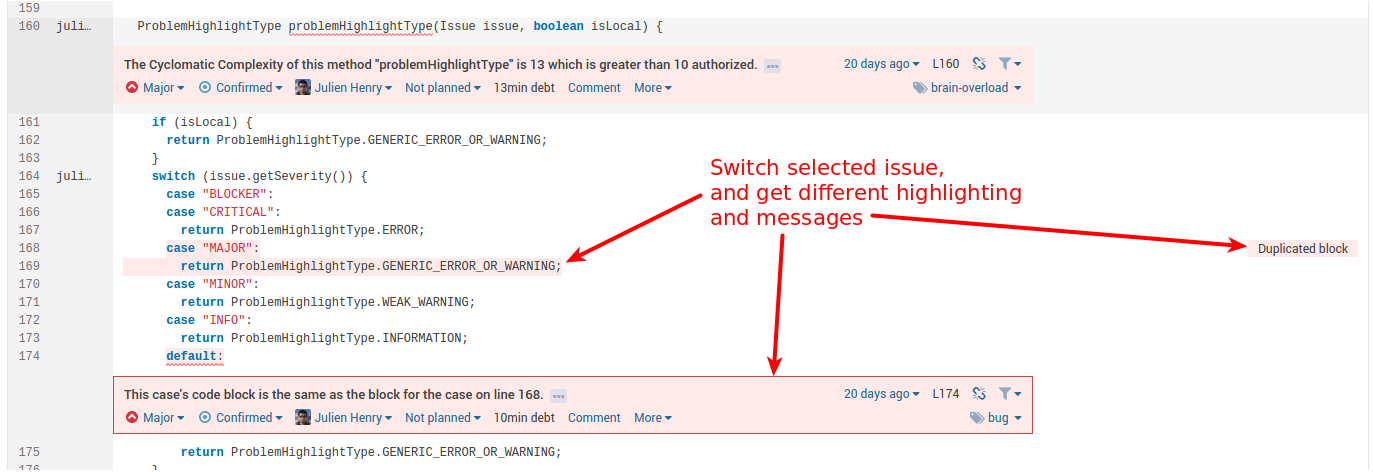 159
160 juli… ProblemHighlightType problemHighlightType(Issue issue, boolean isLocal) {
The Cyclomatic Complexity of this method "problemHighlightType" is 13 which is greater than 10 authorized. ... 20 days ago L160
Major Confirmed Julien Henry Not planned 13min debt Comment More brain-overload
161 if (isLocal) {
162 return ProblemHighlightType.GENERIC_ERROR_OR_WARNING;
163 }
164 juli… switch (issue.getSeverity()) {
165 case "BLOCKER":
166 case "CRITICAL":
167 return ProblemHighlightType.ERROR;
168 case "MAJOR":
169 return ProblemHighlightType.GENERIC_ERROR_OR_WARNING;
170 case "MINOR":
171 return ProblemHighlightType.WEAK_WARNING;
172 case "INFO":
173 return ProblemHighlightType.INFORMATION;
174 default:
Switch selected issue,
and get different highlighting
and messages
Duplicated block
This case's code block is the same as the block for the case on line 168. ... 20 days ago L174
Major Confirmed Julien Henry Not planned 10min debt Comment More bug
175 return ProblemHighlightType.GENERIC_ERROR_OR_WARNING;
176 }